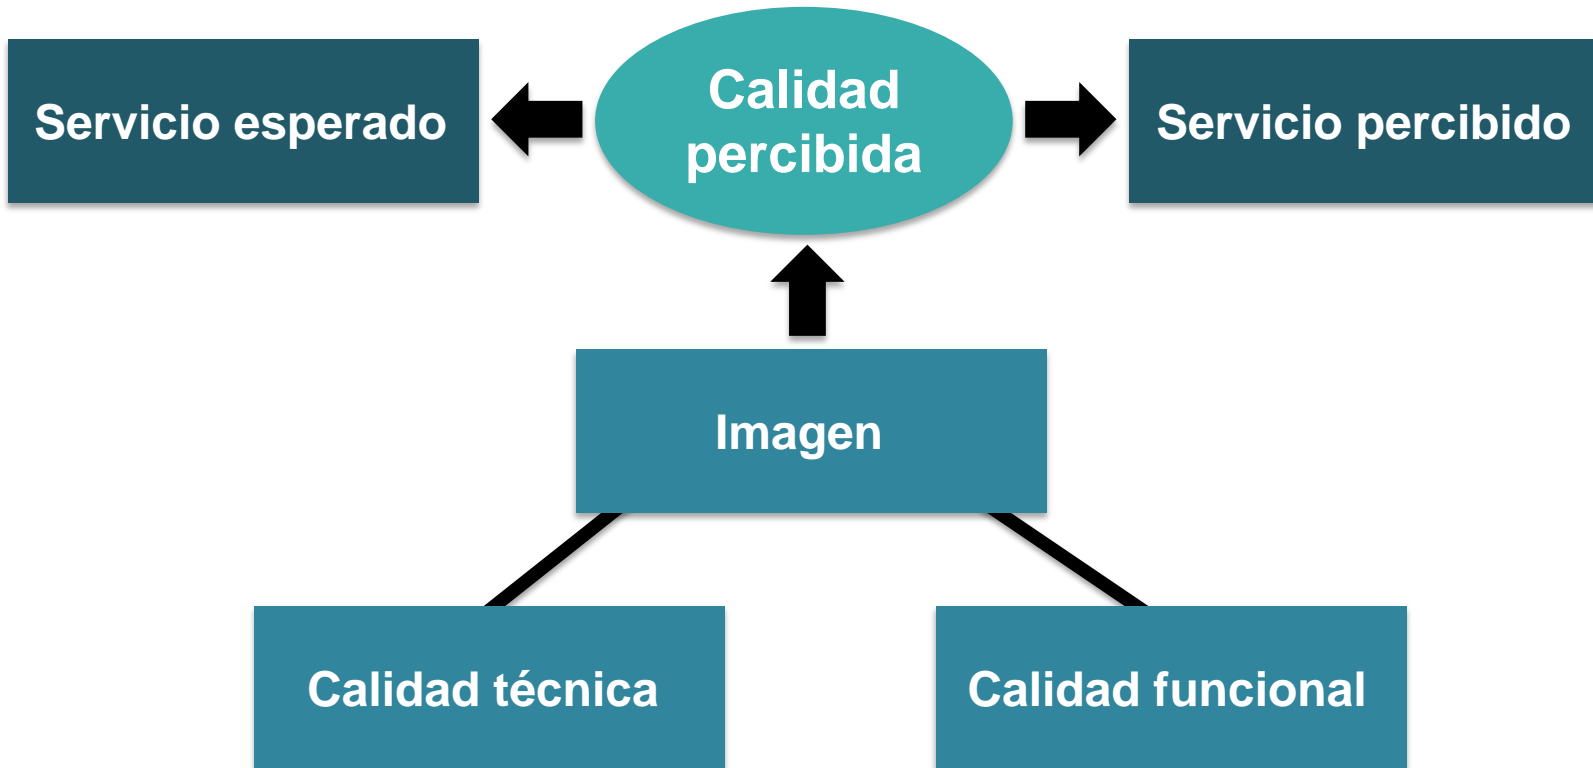 Servicio esperado
Calidad
percibida
Servicio percibido
Imagen
Calidad técnica
Calidad funcional